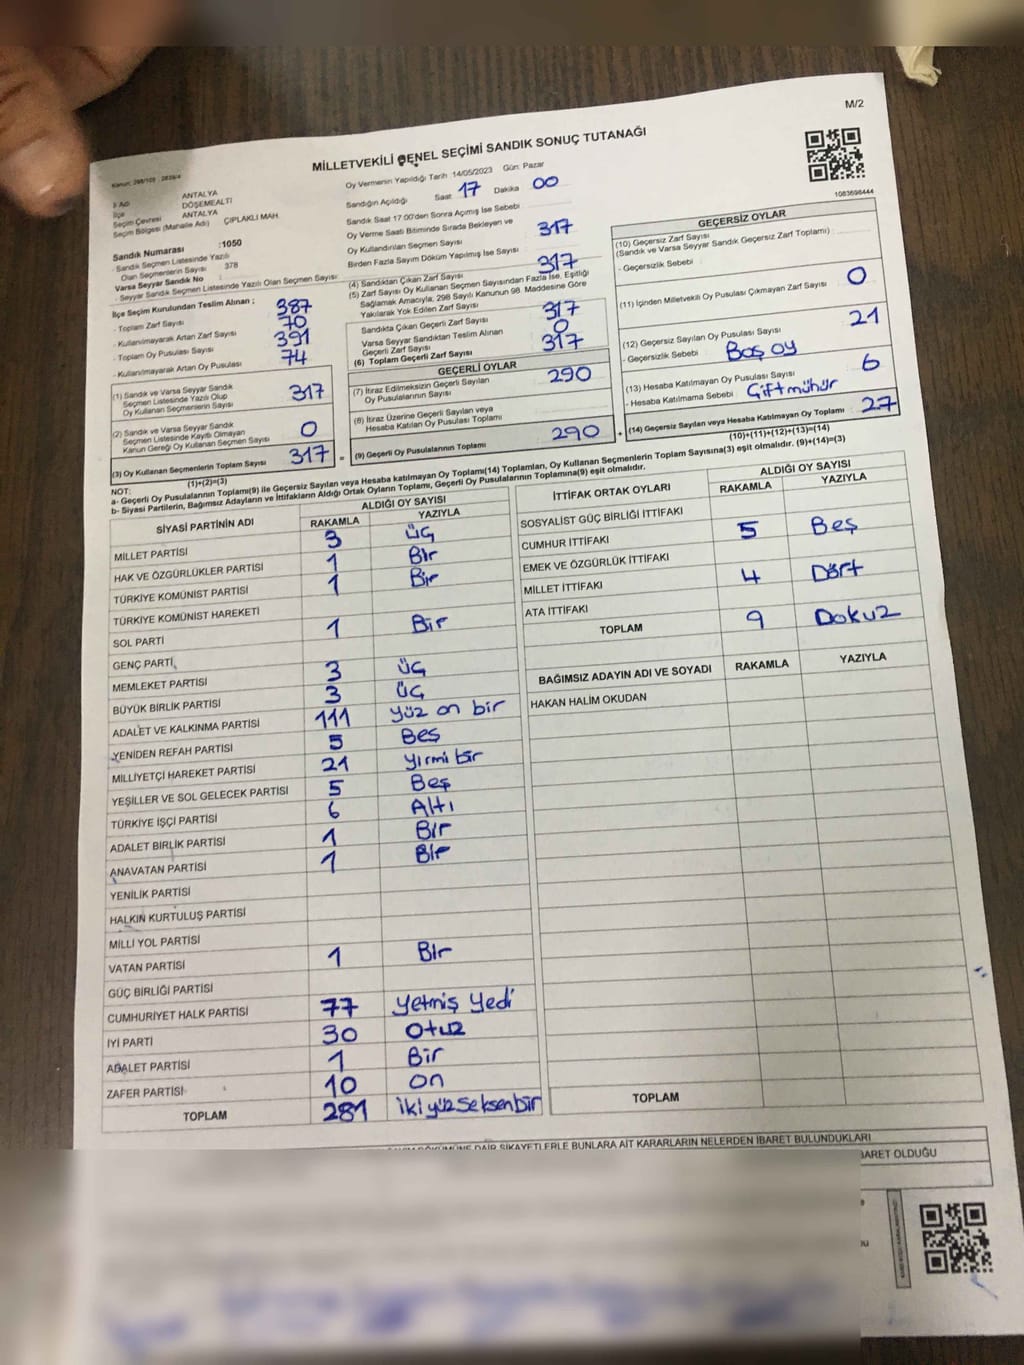 M/2
MİLLETVEKİLİ GENEL SEÇİMİ SANDIK SONUÇ TUTANAĞI
Oy Vermenin Yapıldığı Tarih :14/05/2023 Gün: Pazar
Sandığın Açıldığı Saat 17 Dakika 00
1083698444
İl Adı ANTALYA
İlçe DÖŞEMEALTI
Seçim Çevresi ANTALYA
Seçim Bölgesi (Mahalle Adı) ÇIPLAKLI MAH.
Sandık Numarası :1050
- Sandık Seçmen Listesinde Yazılı
Olan Seçmenlerin Sayısı 378
Varsa Seyyar Sandık No :
- Seyyar Sandık Seçmen Listesinde Yazılı Olan Seçmen Sayısı:
İlçe Seçim Kurulundan Teslim Alınan ;
- Toplam Zarf Sayısı 387
- Kullanılmayarak Artan Zarf Sayısı 70
- Toplam Oy Pusulası Sayısı 391
- Kullanılmayarak Artan Oy Pusulası 74
(1) Sandık ve Varsa Seyyar Sandık
Seçmen Listesinde Yazılı Olup
Oy Kullanan Seçmenlerin Sayısı 317
(2) Sandık ve Varsa Seyyar Sandık
Seçmen Listesinde Kayıtlı Olmayan
Kanun Gereği Oy Kullanan Seçmen Sayısı 0
(3) Oy Kullanan Seçmenlerin Toplam Sayısı 317
(1)+(2)=(3)
Sandık Saat 17:00'den Sonra Açımış İse Sebebi
Oy Verme Saati Bitiminde Sırada Bekleyen ve
Oy Kullandırılan Seçmen Sayısı 317
Birden Fazla Sayım Döküm Yapılmış İse Sayısı
(4) Sandıktan Çıkan Zarf Sayısı 317
(5) Zarf Sayısı Oy Kullanan Seçmen Sayısından Fazla İse, Eşitliği
Sağlamak Amacıyla; 298 Sayılı Kanunun 98. Maddesine Göre
Yakılarak Yok Edilen Zarf Sayısı
Sandıkta Çıkan Geçerli Zarf Sayısı 317
Varsa Seyyar Sandıktan Teslim Alınan
Geçerli Zarf Sayısı 0
(6) Toplam Geçerli Zarf Sayısı 317
GEÇERLİ OYLAR
(7) İtiraz Edilmeksizin Geçerli Sayılan
Oy Pusulalarının Sayısı 290
(8) İtiraz Üzerine Geçerli Sayılan veya
Hesaba Katılan Oy Pusulası Toplamı
= (9) Geçerli Oy Pusulalarının Toplamı 290
GEÇERSİZ OYLAR
(10) Geçersiz Zarf Sayısı
(Sandık ve Varsa Seyyar Sandık Geçersiz Zarf Toplamı)
- Geçersizlik Sebebi :
(11) İçinden Milletvekili Oy Pusulası Çıkmayan Zarf Sayısı 0
(12) Geçersiz Sayılan Oy Pusulası Sayısı 21
- Geçersizlik Sebebi : Boş oy
(13) Hesaba Katılmayan Oy Pusulası Sayısı 6
- Hesaba Katılmama Sebebi : Çift mühür
+ (14) Geçersiz Sayılan veya Hesaba Katılmayan Oy Toplamı 27
(10)+(11)+(12)+(13)=(14)
NOT:
a- Geçerli Oy Pusulalarının Toplamı(9) ile Geçersiz Sayılan veya Hesaba katılmayan Oy Toplamı(14) Toplamları, Oy Kullanan Seçmenlerin Toplam Sayısına(3) eşit olmalıdır. (9)+(14)=(3)
b- Siyasi Partilerin, Bağımsız Adayların ve İttifakların Aldığı Ortak Oyların Toplamı, Geçerli Oy Pusulalarının Toplamına(9) eşit olmalıdır.
SİYASİ PARTİNİN ADI ALDIĞI OY SAYISI
RAKAMLA YAZIYLA
MİLLET PARTİSİ 3 üç
HAK VE ÖZGÜRLÜKLER PARTİSİ 1 Bir
TÜRKİYE KOMÜNİST PARTİSİ 1 Bir
TÜRKİYE KOMÜNİST HAREKETİ
SOL PARTİ 1 Bir
GENÇ PARTİ
MEMLEKET PARTİSİ 3 üç
BÜYÜK BİRLİK PARTİSİ 3 üç
ADALET VE KALKINMA PARTİSİ 111 yüz on bir
YENİDEN REFAH PARTİSİ 5 Beş
MİLLİYETÇİ HAREKET PARTİSİ 21 yirmi bir
YEŞİLLER VE SOL GELECEK PARTİSİ 5 Beş
TÜRKİYE İŞÇİ PARTİSİ 6 Altı
ADALET BİRLİK PARTİSİ 1 Bir
ANAVATAN PARTİSİ 1 Bir
YENİLİK PARTİSİ
HALKIN KURTULUŞ PARTİSİ
MİLLİ YOL PARTİSİ
VATAN PARTİSİ 1 Bir
GÜÇ BİRLİĞİ PARTİSİ
CUMHURİYET HALK PARTİSİ 77 yetmiş yedi
İYİ PARTİ 30 otuz
ADALET PARTİSİ 1 Bir
ZAFER PARTİSİ 10 on
TOPLAM 281 iki yüz seksen bir
İTTİFAK ORTAK OYLARI ALDIĞI OY SAYISI
RAKAMLA YAZIYLA
SOSYALİST GÜÇ BİRLİĞİ İTTİFAKI
CUMHUR İTTİFAKI 5 Beş
EMEK VE ÖZGÜRLÜK İTTİFAKI
MİLLET İTTİFAKI 4 Dört
ATA İTTİFAKI
TOPLAM 9 Dokuz
BAĞIMSIZ ADAYIN ADI VE SOYADI RAKAMLA YAZIYLA
HAKAN HALİM OKUDAN
TOPLAM
DÖKÜMÜNE DAİR ŞİKAYETLERLE BUNLARA AİT KARARLARIN NELERDEN İBARET BULUNDUKLARI
BARET OLDUĞU